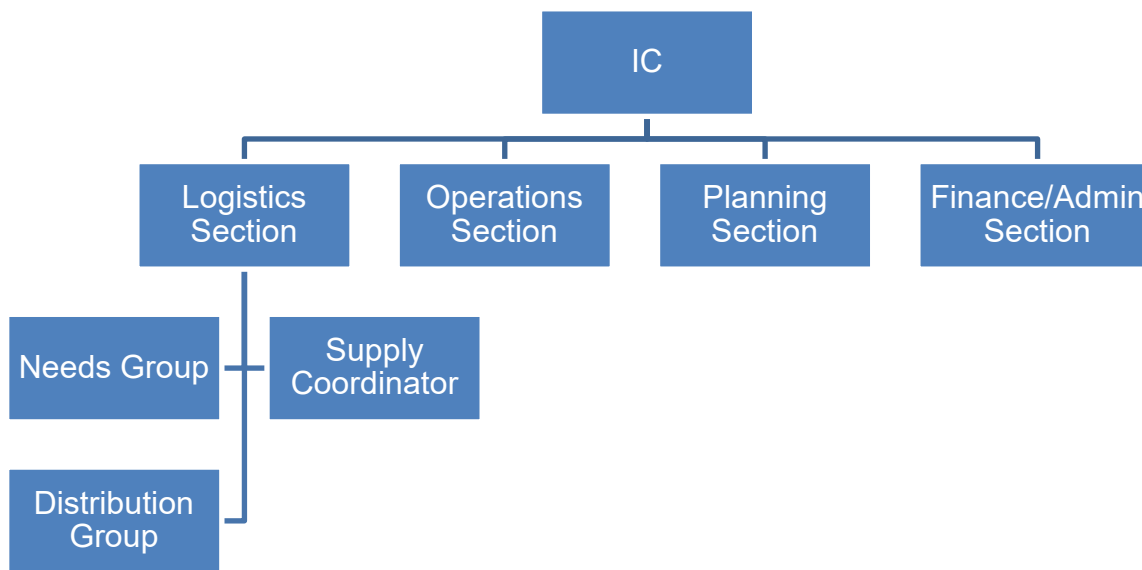 IC
Logistics
Section
Operations
Section
Planning
Section
Finance/Admin
Section
Needs Group
Supply
Coordinator
Distribution
Group